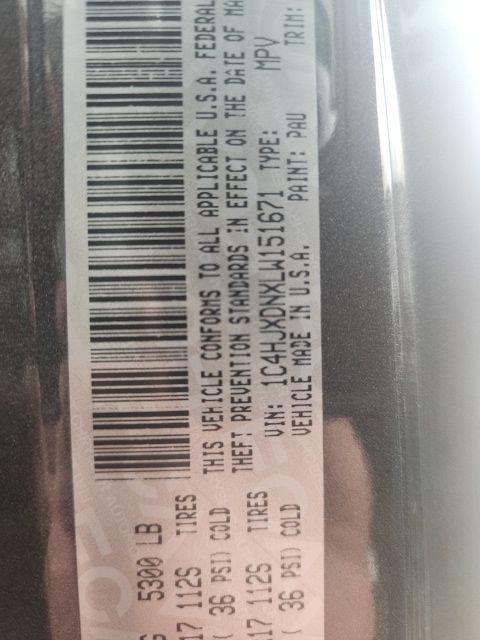 5300 LB
17 112S TIRES
( 36 PSI) COLD
17 112S TIRES
( 36 PSI) COLD
THIS VEHICLE CONFORMS TO ALL APPLICABLE U.S.A. FEDERAL
THEFT PREVENTION STANDARDS IN EFFECT ON THE DATE OF MA
VIN: 1C4HJXDNXLW151671 TYPE: MPV
VEHICLE MADE IN U.S.A. PAINT: PAU TRIM: